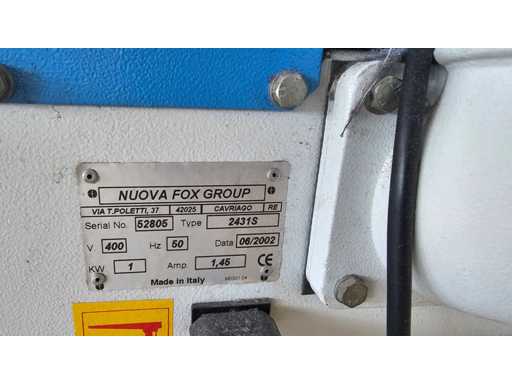 NUOVA FOX GROUP
VIA T.POLETTI, 37 42025 CAVRIAGO RE
Serial No. 52805 Type 2431S
V. 400 Hz 50 Data 06/2002
KW 1 Amp. 1,45 CE
Made in Italy